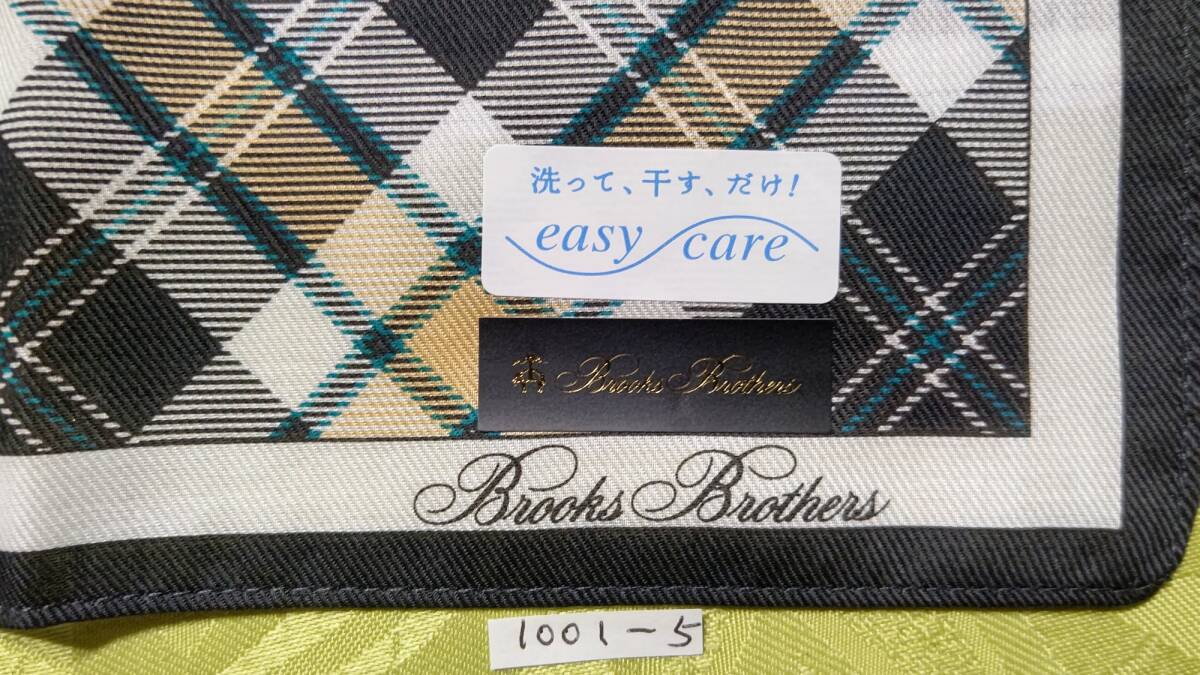 洗って、干す、だけ！
easy care
Brooks Brothers
Brooks Brothers
1001-5